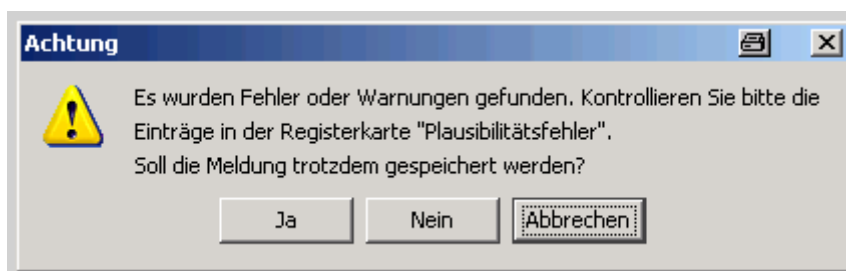 Achtung
Es wurden Fehler oder Warnungen gefunden. Kontrollieren Sie bitte die
Einträge in der Registerkarte "Plausibilitätsfehler".
Soll die Meldung trotzdem gespeichert werden?
Ja
Nein
Abbrechen